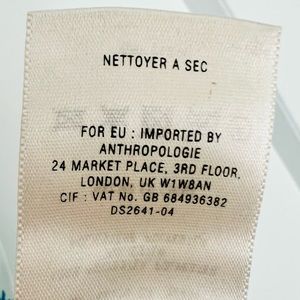 NETTOYER A SEC
FOR EU : IMPORTED BY
ANTHROPOLOGIE
24 MARKET PLACE, 3RD FLOOR,
LONDON, UK W1W8AN
CIF : VAT No. GB 684936382
DS2641-04